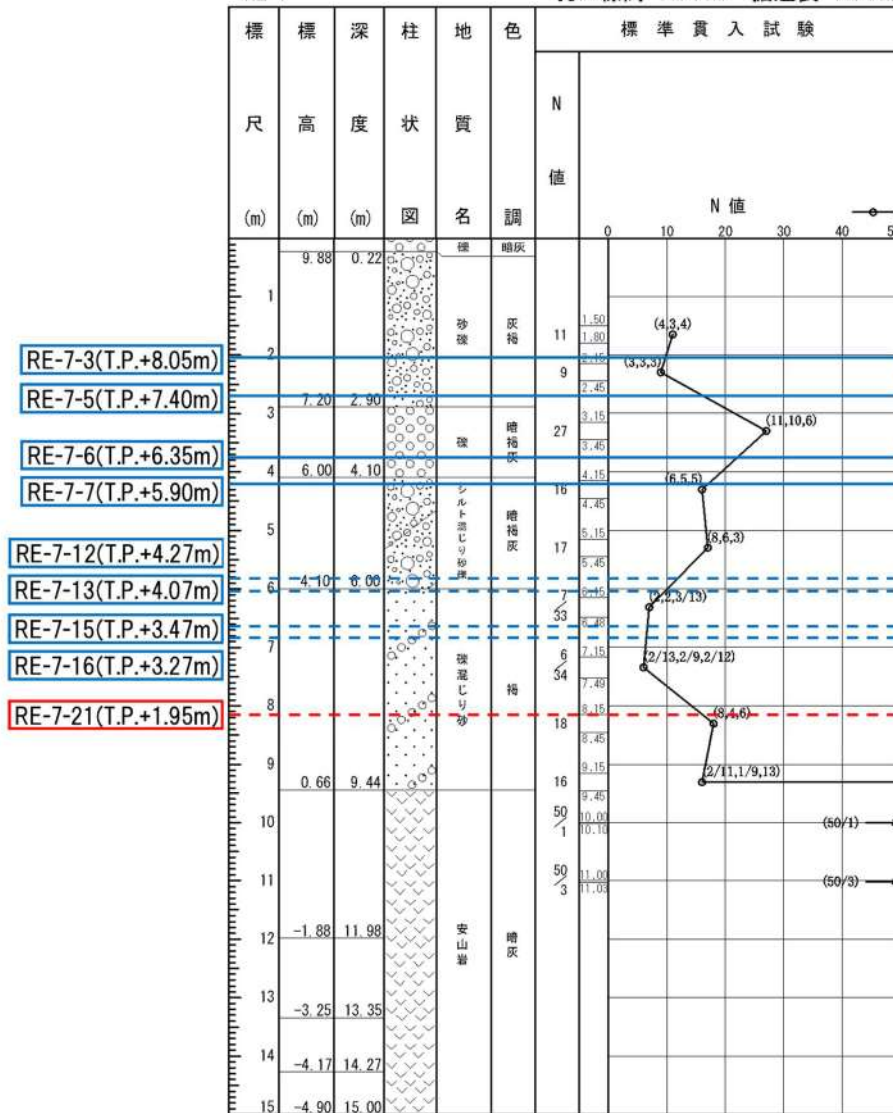 標尺(m) 標高(m) 深度(m) 柱状図 地質名 色調 標準貫入試験
N値
N 値
0 10 20 30 40
礫 暗灰
9.88 0.22
1
砂礫 灰褐
11 1.50 1.80 (4,3,4)
2
RE-7-3(T.P.+8.05m)
9 2.15 2.45 (3,3,3)
RE-7-5(T.P.+7.40m)
7.20 2.90
3
礫 暗褐灰
27 3.15 3.45 (11,10,6)
RE-7-6(T.P.+6.35m)
4
6.00 4.10
RE-7-7(T.P.+5.90m)
16 4.15 4.45 (6,5,5)
シルト混じり砂礫 暗褐灰
5
17 5.15 5.45 (8,6,3)
RE-7-12(T.P.+4.27m)
6 4.10 6.00
RE-7-13(T.P.+4.07m)
7/33 6.15 6.48 (2,2,3/13)
RE-7-15(T.P.+3.47m)
7
RE-7-16(T.P.+3.27m)
6/34 7.15 7.49 (2/13,2/9,2/12)
礫混じり砂 褐
8
RE-7-21(T.P.+1.95m)
18 8.15 8.45 (8,4,6)
9
0.66 9.44
16 9.15 9.45 (2/11,1/9,13)
10
50/1 10.00 10.10 (50/1)
11
50/3 11.00 11.03 (50/3)
安山岩 暗灰
-1.88 11.98
12
13
-3.25 13.35
14
-4.17 14.27
15 -4.90 15.00